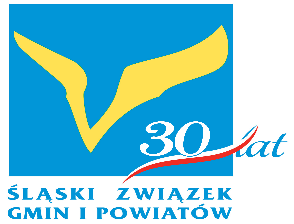 30 lat
ŚLĄSKI ZWIĄZEK
GMIN I POWIATÓW